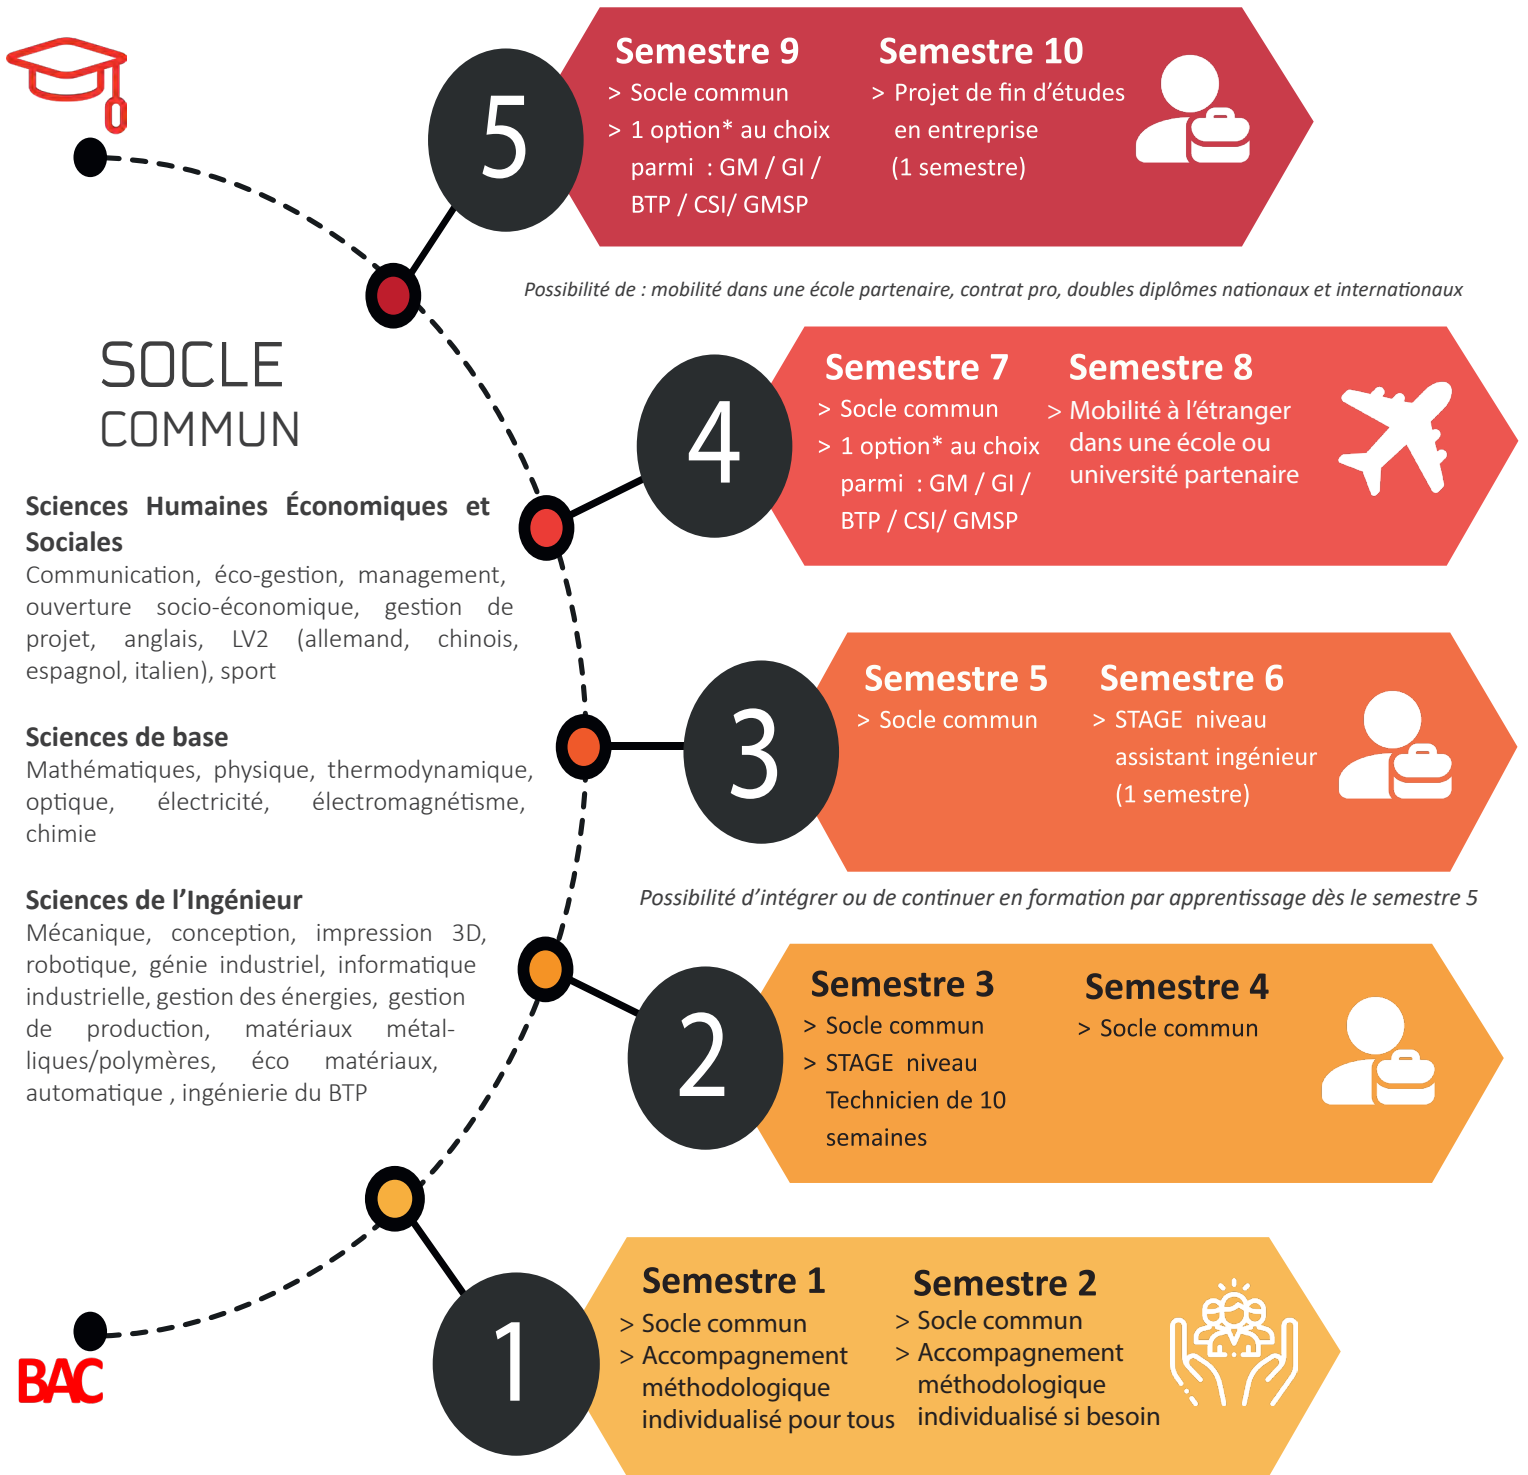 5
Semestre 9
> Socle commun
> 1 option* au choix
parmi : GM / GI /
BTP / CSI/ GMSP
Semestre 10
> Projet de fin d’études
en entreprise
(1 semestre)
Possibilité de : mobilité dans une école partenaire, contrat pro, doubles diplômes nationaux et internationaux
4
Semestre 7
> Socle commun
> 1 option* au choix
parmi : GM / GI /
BTP / CSI/ GMSP
Semestre 8
> Mobilité à l’étranger
dans une école ou
université partenaire
SOCLE
COMMUN
Sciences Humaines Économiques et
Sociales
Communication, éco-gestion, management,
ouverture socio-économique, gestion de
projet, anglais, LV2 (allemand, chinois,
espagnol, italien), sport
Sciences de base
Mathématiques, physique, thermodynamique,
optique, électricité, électromagnétisme,
chimie
Sciences de l’Ingénieur
Mécanique, conception, impression 3D,
robotique, génie industriel, informatique
industrielle, gestion des énergies, gestion
de production, matériaux métal-
liques/polymères, éco matériaux,
automatique , ingénierie du BTP
3
Semestre 5
> Socle commun
Semestre 6
> STAGE niveau
assistant ingénieur
(1 semestre)
Possibilité d’intégrer ou de continuer en formation par apprentissage dès le semestre 5
2
Semestre 3
> Socle commun
> STAGE niveau
Technicien de 10
semaines
Semestre 4
> Socle commun
1
Semestre 1
> Socle commun
> Accompagnement
méthodologique
individualisé pour tous
Semestre 2
> Socle commun
> Accompagnement
méthodologique
individualisé si besoin
BAC